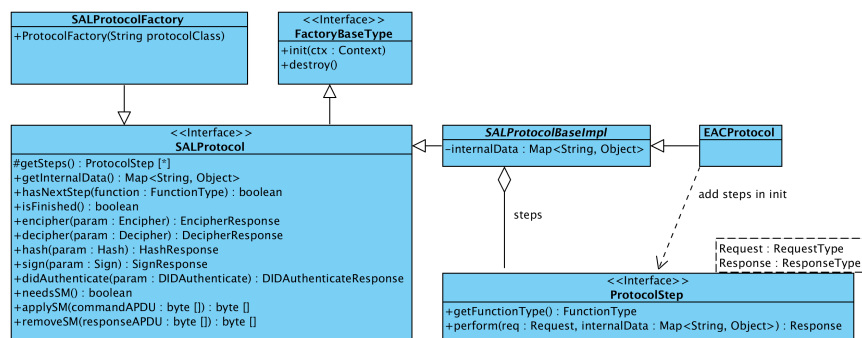 SALProtocolFactory
+ProtocolFactory(String protocolClass)
<<Interface>>
FactoryBaseType
+init(ctx : Context)
+destroy()
<<Interface>>
SALProtocol
#getSteps() : ProtocolStep [*]
+getInternalData() : Map<String, Object>
+hasNextStep(function : FunctionType) : boolean
+isFinished() : boolean
+encipher(param : Encipher) : EncipherResponse
+decipher(param : Decipher) : DecipherResponse
+hash(param : Hash) : HashResponse
+sign(param : Sign) : SignResponse
+didAuthenticate(param : DIDAuthenticate) : DIDAuthenticateResponse
+needsSM() : boolean
+applySM(commandAPDU : byte []) : byte []
+removeSM(responseAPDU : byte []) : byte []
SALProtocolBaseImpl
-internalData : Map<String, Object>
EACProtocol
steps
add steps in init
Request : RequestType
Response : ResponseType
<<Interface>>
ProtocolStep
+getFunctionType() : FunctionType
+perform(req : Request, internalData : Map<String, Object>) : Response